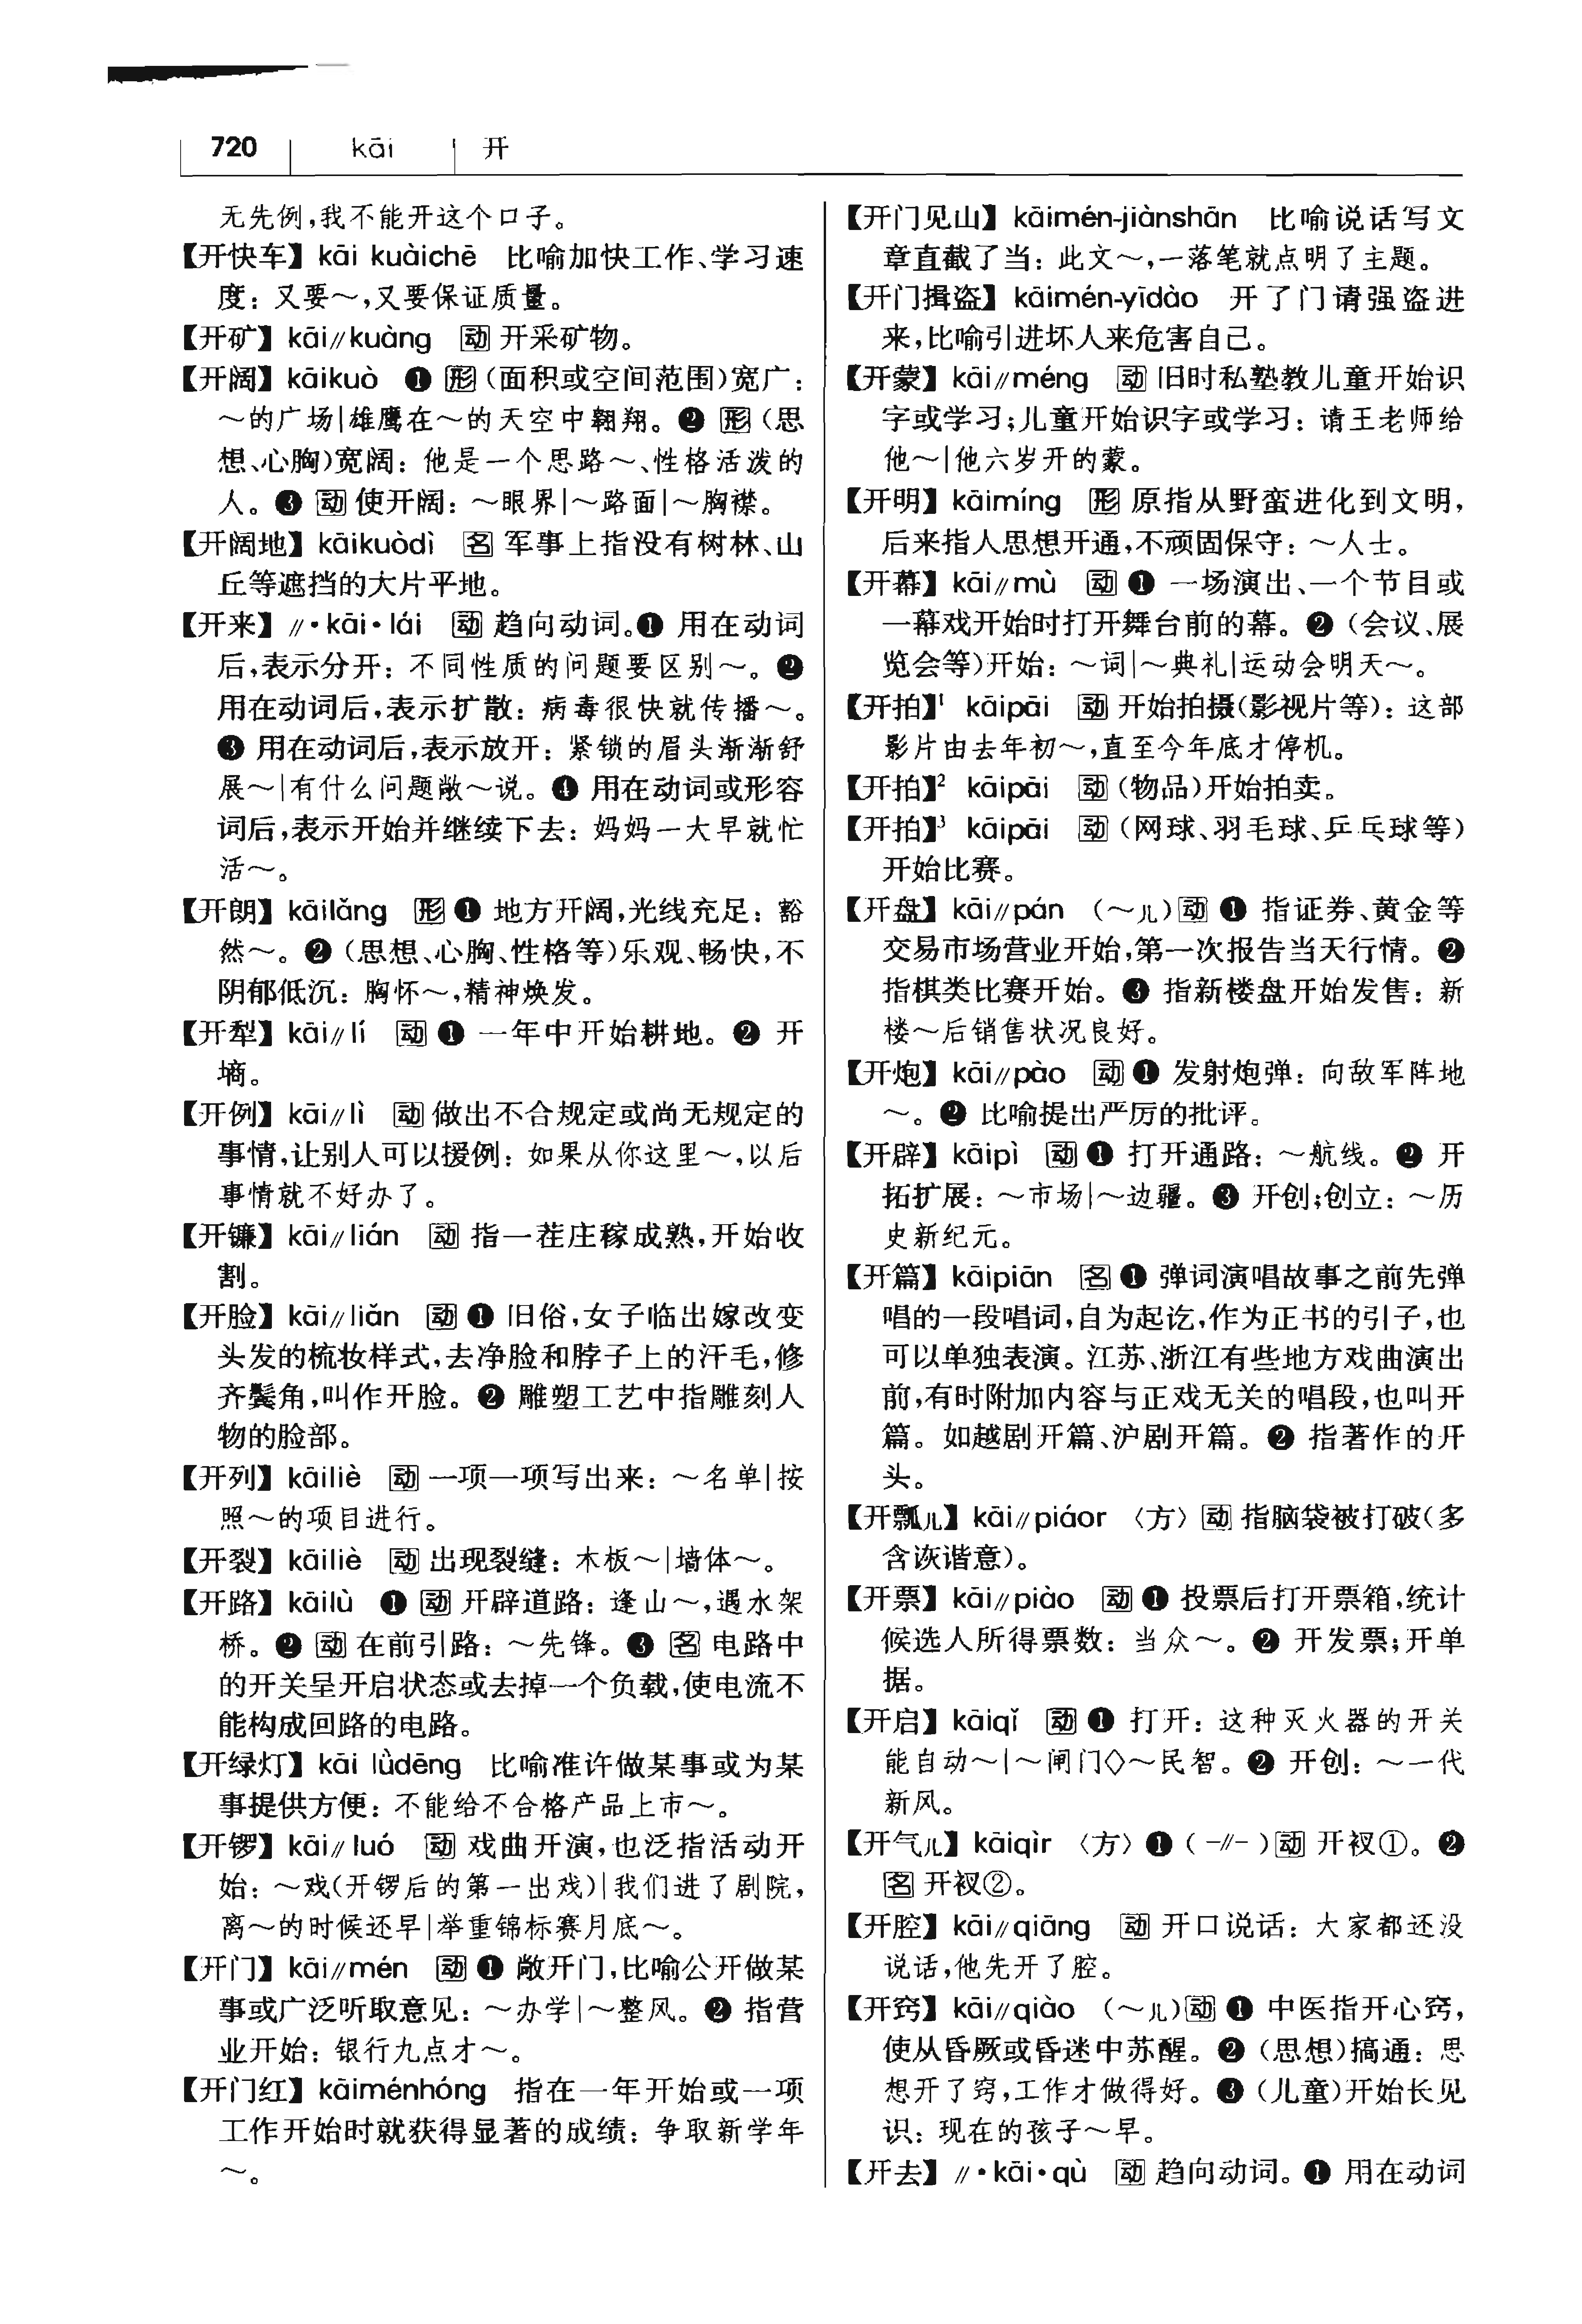 720 kāi 开
无先例,我不能开这个口子。
【开快车】kāi kuàichē 比喻加快工作、学习速
度:又要～,又要保证质量。
【开矿】kāi∥kuàng 动 开采矿物。
【开阔】kāikuò ❶ 形 (面积或空间范围)宽广:
～的广场|雄鹰在～的天空中翱翔。❷ 形 (思
想、心胸)宽阔:他是一个思路～、性格活泼的
人。❸ 动 使开阔:～眼界|～路面|～胸襟。
【开阔地】kāikuòdì 名 军事上指没有树林、山
丘等遮挡的大片平地。
【开来】∥•kāi•lái 动 趋向动词。❶ 用在动词
后,表示分开:不同性质的问题要区别～。❷
用在动词后,表示扩散:病毒很快就传播～。
❸ 用在动词后,表示放开:紧锁的眉头渐渐舒
展～|有什么问题敞～说。❹ 用在动词或形容
词后,表示开始并继续下去:妈妈一大早就忙
活～。
【开朗】kāilǎng 形 ❶ 地方开阔,光线充足:豁
然～。❷ (思想、心胸、性格等)乐观、畅快,不
阴郁低沉:胸怀～,精神焕发。
【开犁】kāi∥lí 动 ❶ 一年中开始耕地。❷ 开
墒。
【开例】kāi∥lì 动 做出不合规定或尚无规定的
事情,让别人可以援例:如果从你这里～,以后
事情就不好办了。
【开镰】kāi∥lián 动 指一茬庄稼成熟,开始收
割。
【开脸】kāi∥liǎn 动 ❶ 旧俗,女子临出嫁改变
头发的梳妆样式,去净脸和脖子上的汗毛,修
齐鬓角,叫作开脸。❷ 雕塑工艺中指雕刻人
物的脸部。
【开列】kāiliè 动 一项一项写出来:～名单|按
照～的项目进行。
【开裂】kāiliè 动 出现裂缝:木板～|墙体～。
【开路】kāilù ❶ 动 开辟道路:逢山～,遇水架
桥。❷ 动 在前引路:～先锋。❸ 名 电路中
的开关呈开启状态或去掉一个负载,使电流不
能构成回路的电路。
【开绿灯】kāi lǜdēng 比喻准许做某事或为某
事提供方便:不能给不合格产品上市～。
【开锣】kāi∥luó 动 戏曲开演,也泛指活动开
始:～戏(开锣后的第一出戏)|我们进了剧院,
离～的时候还早|举重锦标赛月底～。
【开门】kāi∥mén 动 ❶ 敞开门,比喻公开做某
事或广泛听取意见:～办学|～整风。❷ 指营
业开始:银行九点才～。
【开门红】kāiménhóng 指在一年开始或一项
工作开始时就获得显著的成绩:争取新学年
～。
【开门见山】kāimén-jiànshān 比喻说话写文
章直截了当:此文～,一落笔就点明了主题。
【开门揖盗】kāimén-yīdào 开了门请强盗进
来,比喻引进坏人来危害自己。
【开蒙】kāi∥méng 动 旧时私塾教儿童开始识
字或学习;儿童开始识字或学习:请王老师给
他～|他六岁开的蒙。
【开明】kāimíng 形 原指从野蛮进化到文明,
后来指人思想开通,不顽固保守:～人士。
【开幕】kāi∥mù 动 ❶ 一场演出、一个节目或
一幕戏开始时打开舞台前的幕。❷ (会议、展
览会等)开始:～词|～典礼|运动会明天～。
【开拍】¹ kāipāi 动 开始拍摄(影视片等):这部
影片由去年初～,直至今年底才停机。
【开拍】² kāipāi 动 (物品)开始拍卖。
【开拍】³ kāipāi 动 (网球、羽毛球、乒乓球等)
开始比赛。
【开盘】kāi∥pán (～儿)动 ❶ 指证券、黄金等
交易市场营业开始,第一次报告当天行情。❷
指棋类比赛开始。❸ 指新楼盘开始发售:新
楼～后销售状况良好。
【开炮】kāi∥pào 动 ❶ 发射炮弹:向敌军阵地
～。❷ 比喻提出严厉的批评。
【开辟】kāipì 动 ❶ 打开通路:～航线。❷ 开
拓扩展:～市场|～边疆。❸ 开创;创立:～历
史新纪元。
【开篇】kāipiān 名 ❶ 弹词演唱故事之前先弹
唱的一段唱词,自为起讫,作为正书的引子,也
可以单独表演。江苏、浙江有些地方戏曲演出
前,有时附加内容与正戏无关的唱段,也叫开
篇。如越剧开篇、沪剧开篇。❷ 指著作的开
头。
【开瓢儿】kāi∥piáor 〈方〉动 指脑袋被打破(多
含诙谐意)。
【开票】kāi∥piào 动 ❶ 投票后打开票箱,统计
候选人所得票数:当众～。❷ 开发票;开单
据。
【开启】kāiqǐ 动 ❶ 打开:这种灭火器的开关
能自动～|～闸门◇～民智。❷ 开创:～一代
新风。
【开气儿】kāiqìr 〈方〉❶ (-∥-)动 开衩①。❷
名 开衩②。
【开腔】kāi∥qiāng 动 开口说话:大家都还没
说话,他先开了腔。
【开窍】kāi∥qiào (～儿)动 ❶ 中医指开心窍,
使从昏厥或昏迷中苏醒。❷ (思想)搞通:思
想开了窍,工作才做得好。❸ (儿童)开始长见
识:现在的孩子～早。
【开去】∥•kāi•qù 动 趋向动词。❶ 用在动词